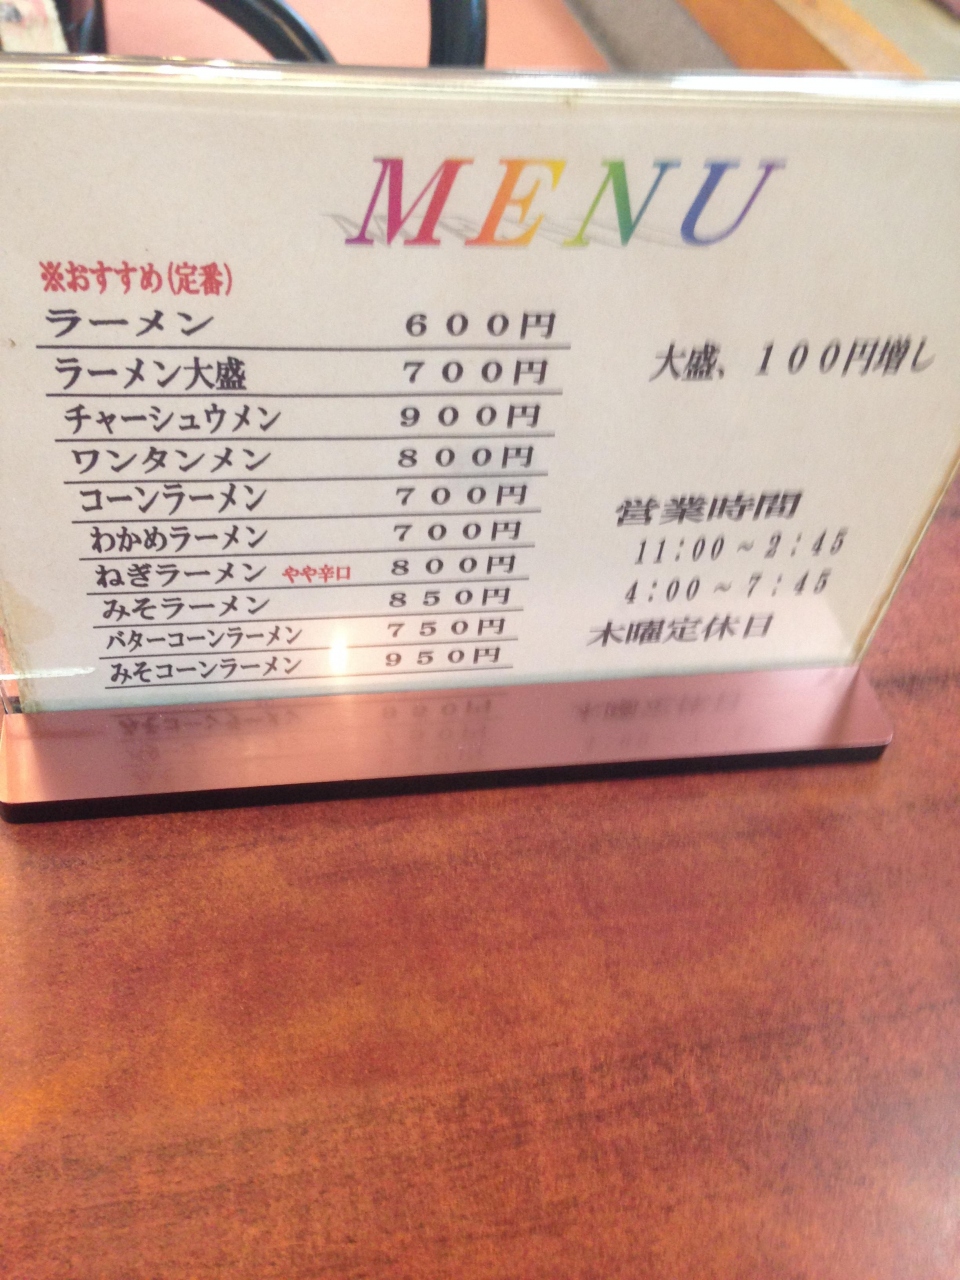 MENU
※おすすめ(定番)
ラーメン ６００円
ラーメン大盛 ７００円
チャーシュウメン ９００円
ワンタンメン ８００円
コーンラーメン ７００円
わかめラーメン ７００円
ねぎラーメン やや辛口 ８００円
みそラーメン ８５０円
バターコーンラーメン ７５０円
みそコーンラーメン ９５０円
大盛、１００円増し
営業時間
11:00～2:45
4:00～7:45
木曜定休日